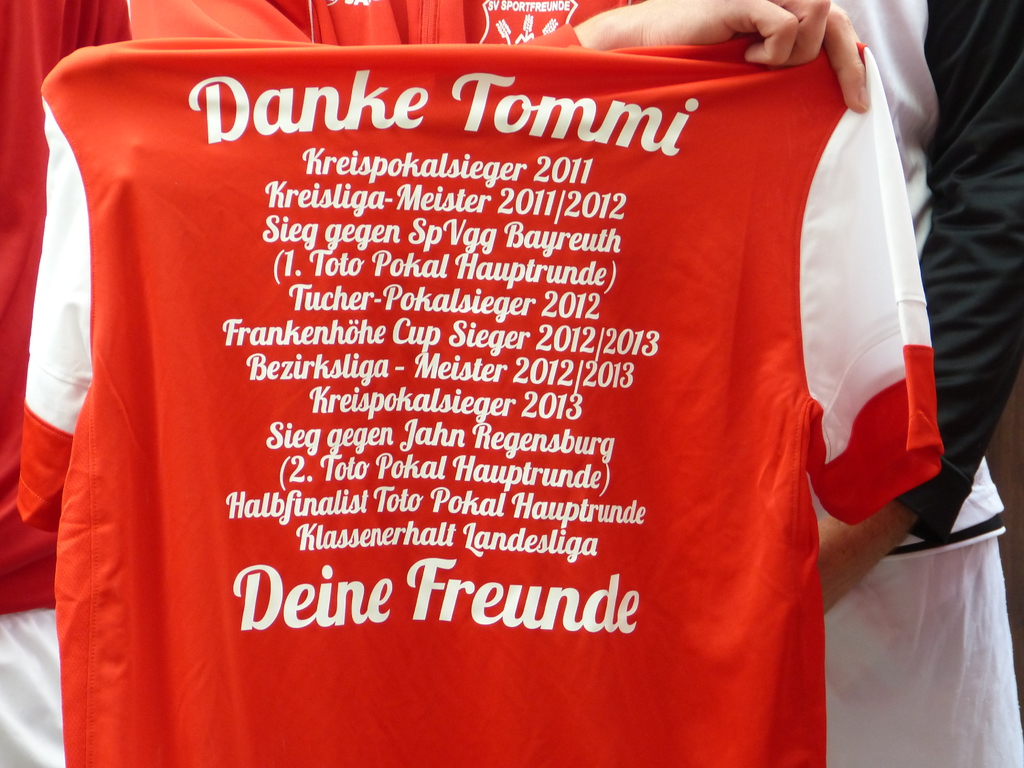 SV SPORTFREUNDE
Danke Tommi
Kreispokalsieger 2011
Kreisliga-Meister 2011/2012
Sieg gegen SpVgg Bayreuth
(1. Toto Pokal Hauptrunde)
Tucher-Pokalsieger 2012
Frankenhöhe Cup Sieger 2012/2013
Bezirksliga - Meister 2012/2013
Kreispokalsieger 2013
Sieg gegen Jahn Regensburg
(2. Toto Pokal Hauptrunde)
Halbfinalist Toto Pokal Hauptrunde
Klassenerhalt Landesliga
Deine Freunde